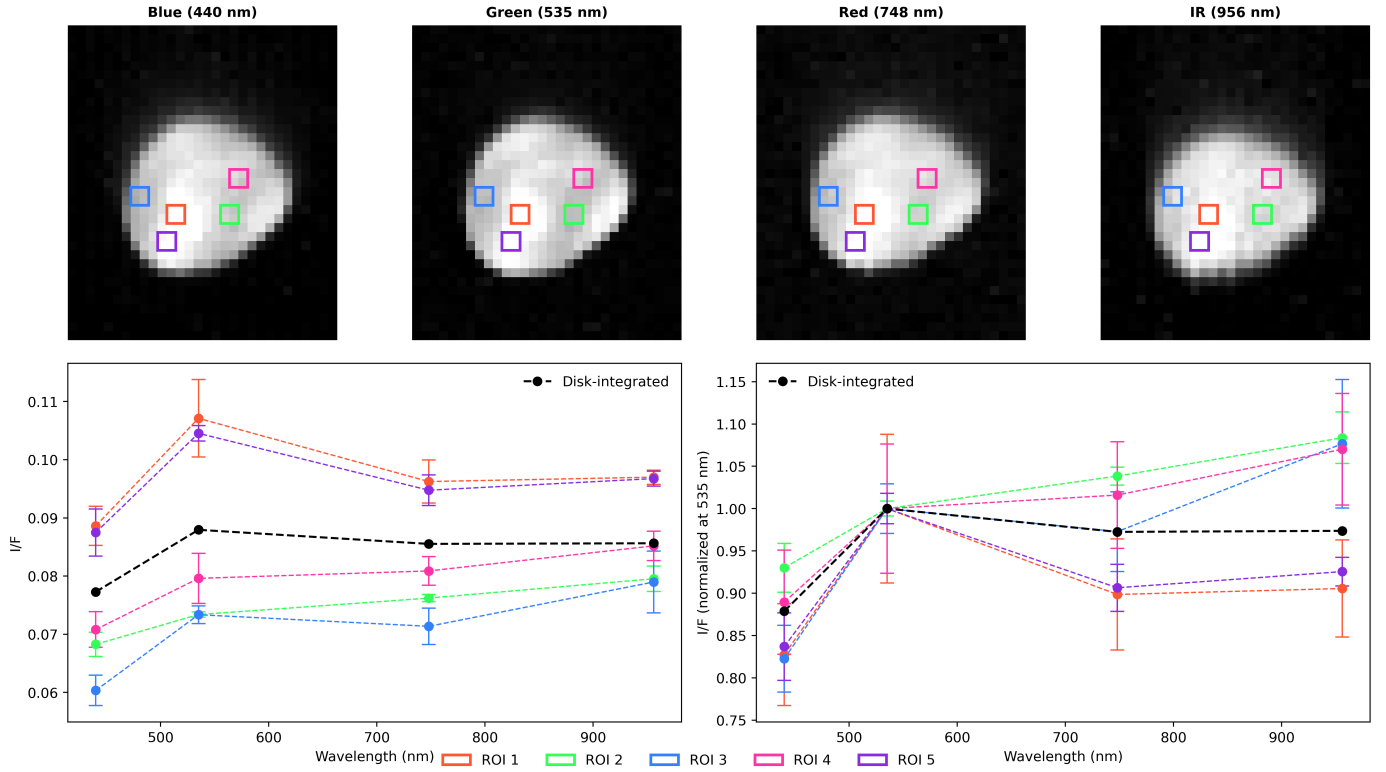 Blue (440 nm)
Green (535 nm)
Red (748 nm)
IR (956 nm)
I/F
0.11
0.10
0.09
0.08
0.07
0.06
Disk-integrated
500
600
700
800
900
Wavelength (nm)
I/F (normalized at 535 nm)
1.15
1.10
1.05
1.00
0.95
0.90
0.85
0.80
0.75
Disk-integrated
500
600
700
800
900
Wavelength (nm)
ROI 1
ROI 2
ROI 3
ROI 4
ROI 5